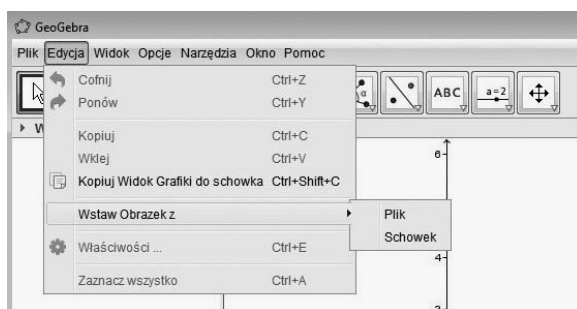 GeoGebra
Plik Edycja Widok Opcje Narzędzia Okno Pomoc
Cofnij Ctrl+Z
Ponów Ctrl+Y
α
ABC
a=2
W
Kopiuj Ctrl+C
Wklej Ctrl+V
Kopiuj Widok Grafiki do schowka Ctrl+Shift+C
6
Wstaw Obrazek z
Plik
Schowek
Właściwości ... Ctrl+E
4
Zaznacz wszystko Ctrl+A
3